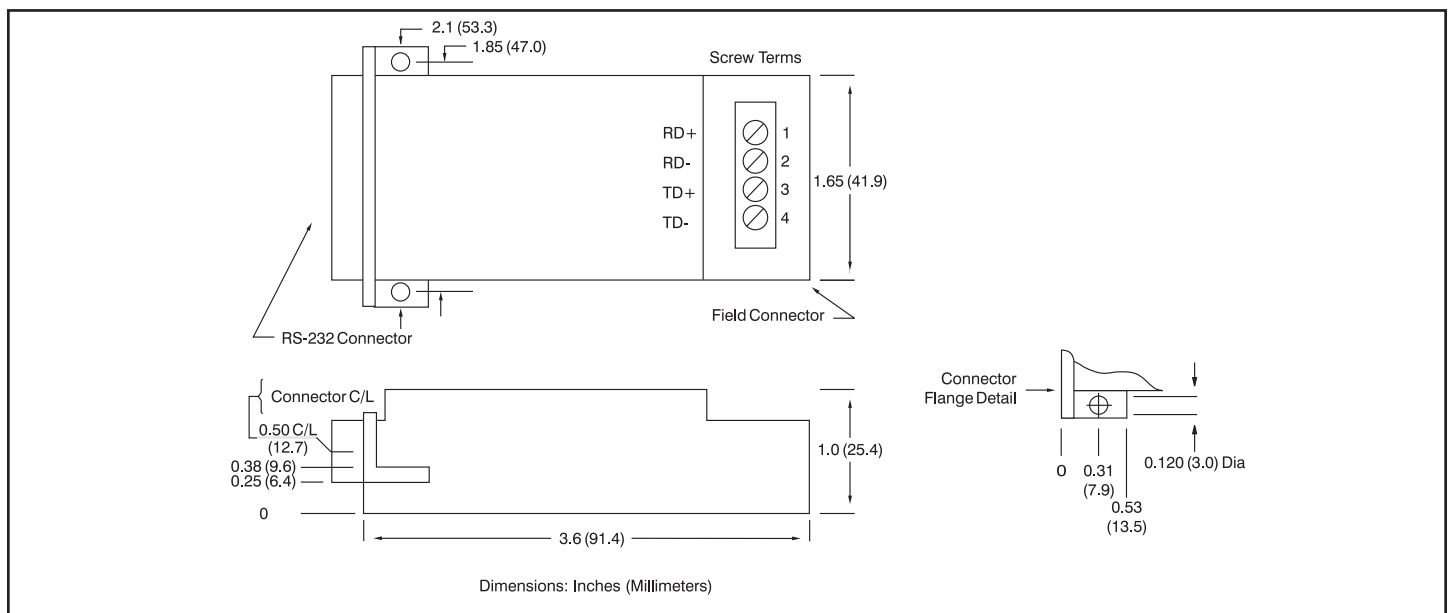 2.1 (53.3)
1.85 (47.0)
Screw Terms
RD+ 1
RD- 2
TD+ 3
TD- 4
1.65 (41.9)
Field Connector
RS-232 Connector
Connector C/L
0.50 C/L
(12.7)
0.38 (9.6)
0.25 (6.4)
0
1.0 (25.4)
3.6 (91.4)
Connector
Flange Detail
0 0.31
(7.9)
0.53
(13.5)
0.120 (3.0) Dia
Dimensions: Inches (Millimeters)